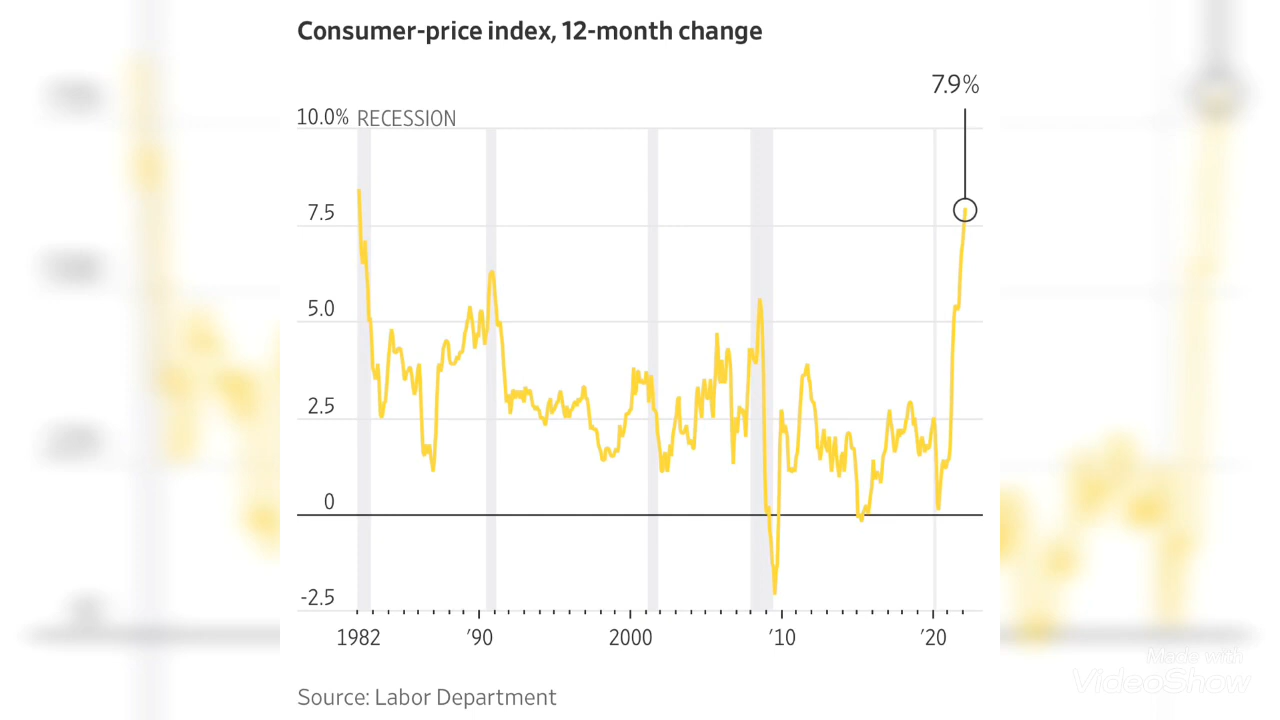 Consumer-price index, 12-month change
7.9%
10.0% RECESSION
7.5
5.0
2.5
0
-2.5
1982 '90 2000 '10 '20
Source: Labor Department
Made with
VideoShow